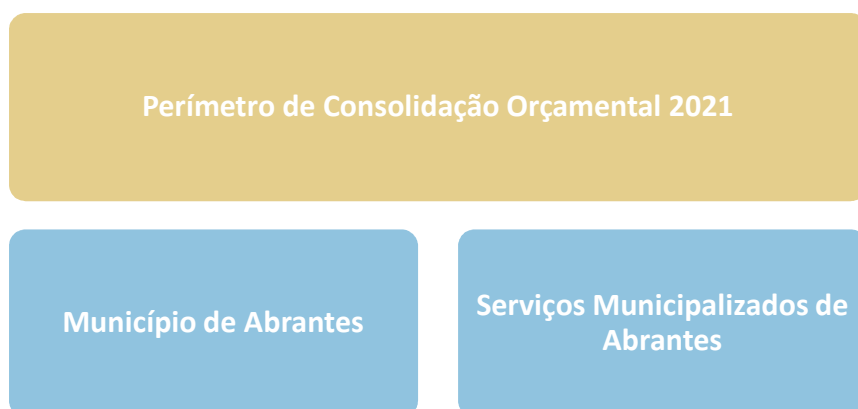 Perímetro de Consolidação Orçamental 2021
Município de Abrantes
Serviços Municipalizados de
Abrantes